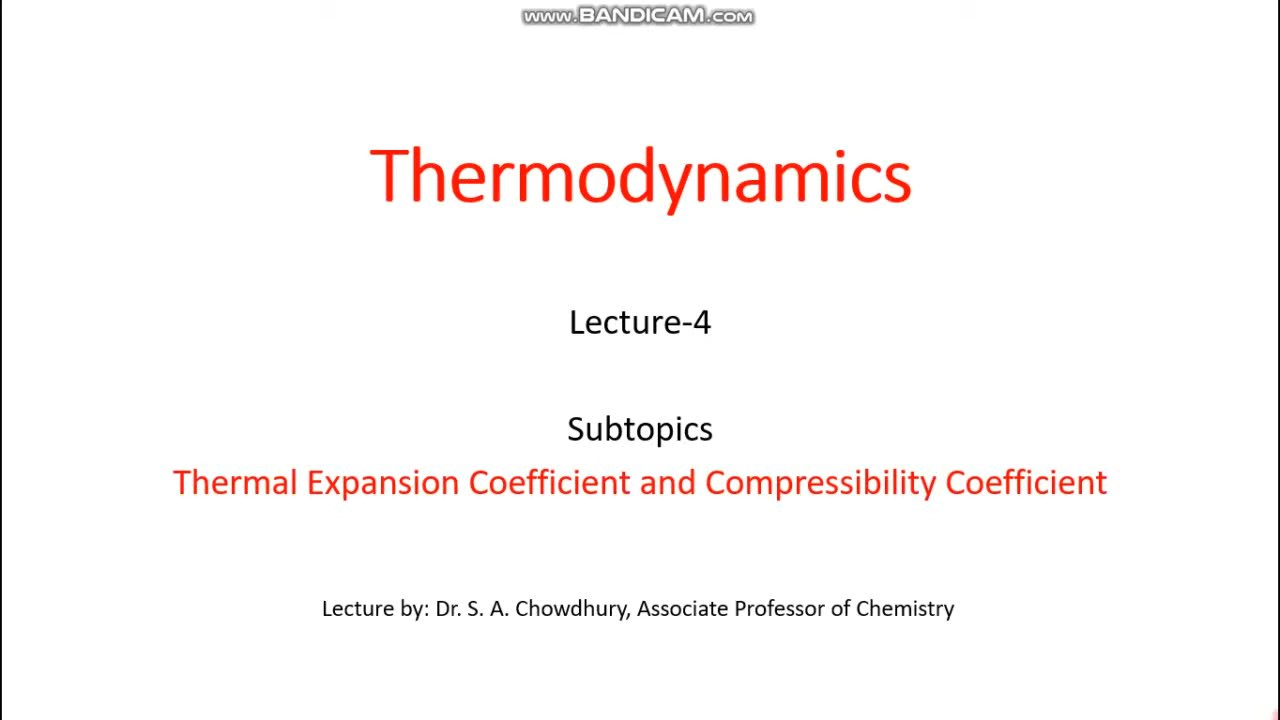 www.BANDICAM.com
Thermodynamics
Lecture-4
Subtopics
Thermal Expansion Coefficient and Compressibility Coefficient
Lecture by: Dr. S. A. Chowdhury, Associate Professor of Chemistry